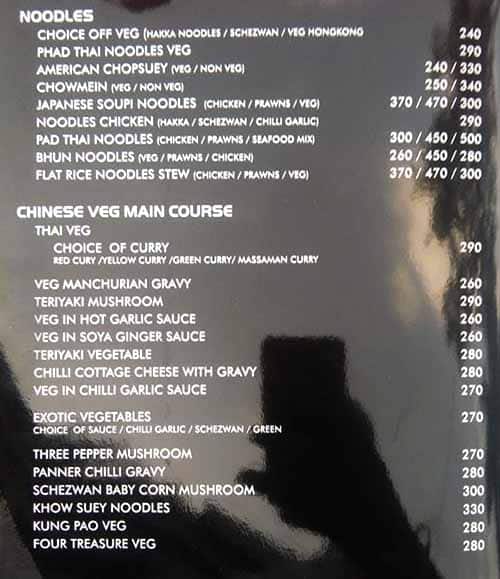 NOODLES
CHOICE OFF VEG (HAKKA NOODLES / SCHEZWAN / VEG HONGKONG 240
PHAD THAI NOODLES VEG 290
AMERICAN CHOPSUEY (VEG / NON VEG) 240 / 330
CHOWMEIN (VEG / NON VEG) 250 / 340
JAPANESE SOUPI NOODLES (CHICKEN / PRAWNS / VEG) 370 / 470 / 300
NOODLES CHICKEN (HAKKA / SCHEZWAN / CHILLI GARLIC) 290
PAD THAI NOODLES (CHICKEN / PRAWNS / SEAFOOD MIX) 300 / 450 / 500
BHUN NOODLES (VEG / PRAWNS / CHICKEN) 260 / 450 / 280
FLAT RICE NOODLES STEW (CHICKEN / PRAWNS / VEG) 370 / 470 / 300
CHINESE VEG MAIN COURSE
THAI VEG
CHOICE OF CURRY 290
RED CURY /YELLOW CURRY /GREEN CURRY/ MASSAMAN CURRY
VEG MANCHURIAN GRAVY 260
TERIYAKI MUSHROOM 290
VEG IN HOT GARLIC SAUCE 260
VEG IN SOYA GINGER SAUCE 260
TERIYAKI VEGETABLE 280
CHILLI COTTAGE CHEESE WITH GRAVY 280
VEG IN CHILLI GARLIC SAUCE 270
EXOTIC VEGETABLES 270
CHOICE OF SAUCE / CHILLI GARLIC / SCHEZWAN / GREEN
THREE PEPPER MUSHROOM 270
PANNER CHILLI GRAVY 280
SCHEZWAN BABY CORN MUSHROOM 300
KHOW SUEY NOODLES 330
KUNG PAO VEG 280
FOUR TREASURE VEG 280